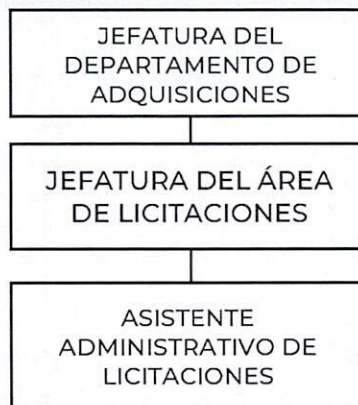 JEFATURA DEL
DEPARTAMENTO DE
ADQUISICIONES
JEFATURA DEL ÁREA
DE LICITACIONES
ASISTENTE
ADMINISTRATIVO DE
LICITACIONES